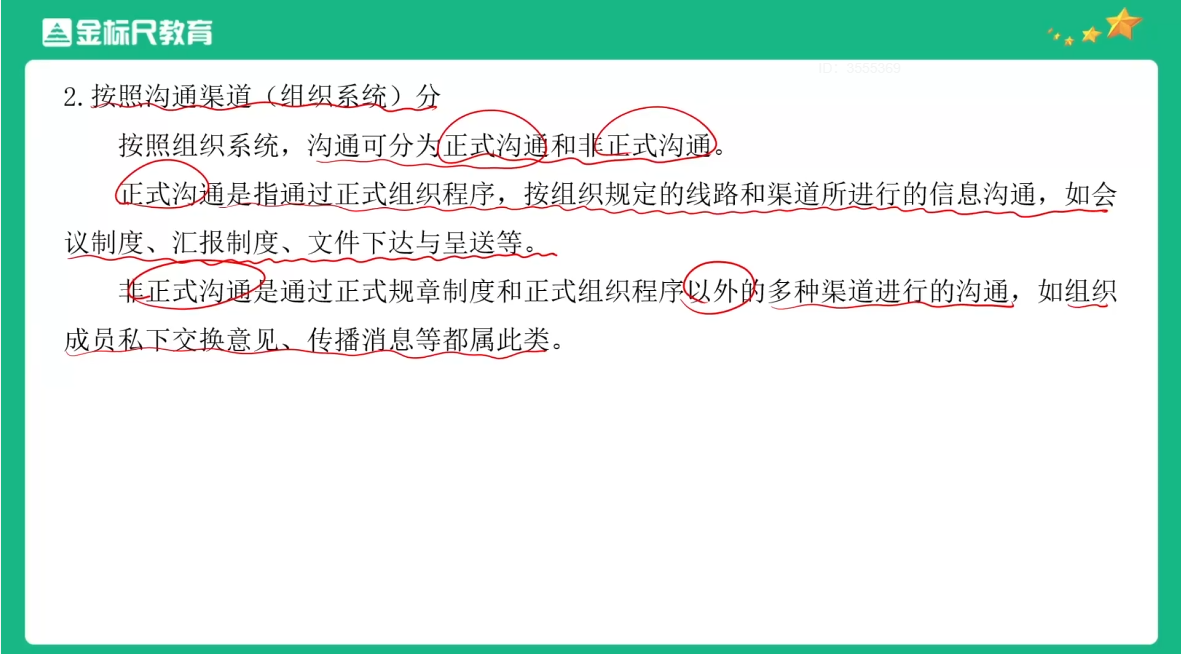 金标尺教育
ID：3555369
2.按照沟通渠道（组织系统）分
按照组织系统，沟通可分为正式沟通和非正式沟通。
正式沟通是指通过正式组织程序，按组织规定的线路和渠道所进行的信息沟通，如会
议制度、汇报制度、文件下达与呈送等。
非正式沟通是通过正式规章制度和正式组织程序以外的多种渠道进行的沟通，如组织
成员私下交换意见、传播消息等都属此类。